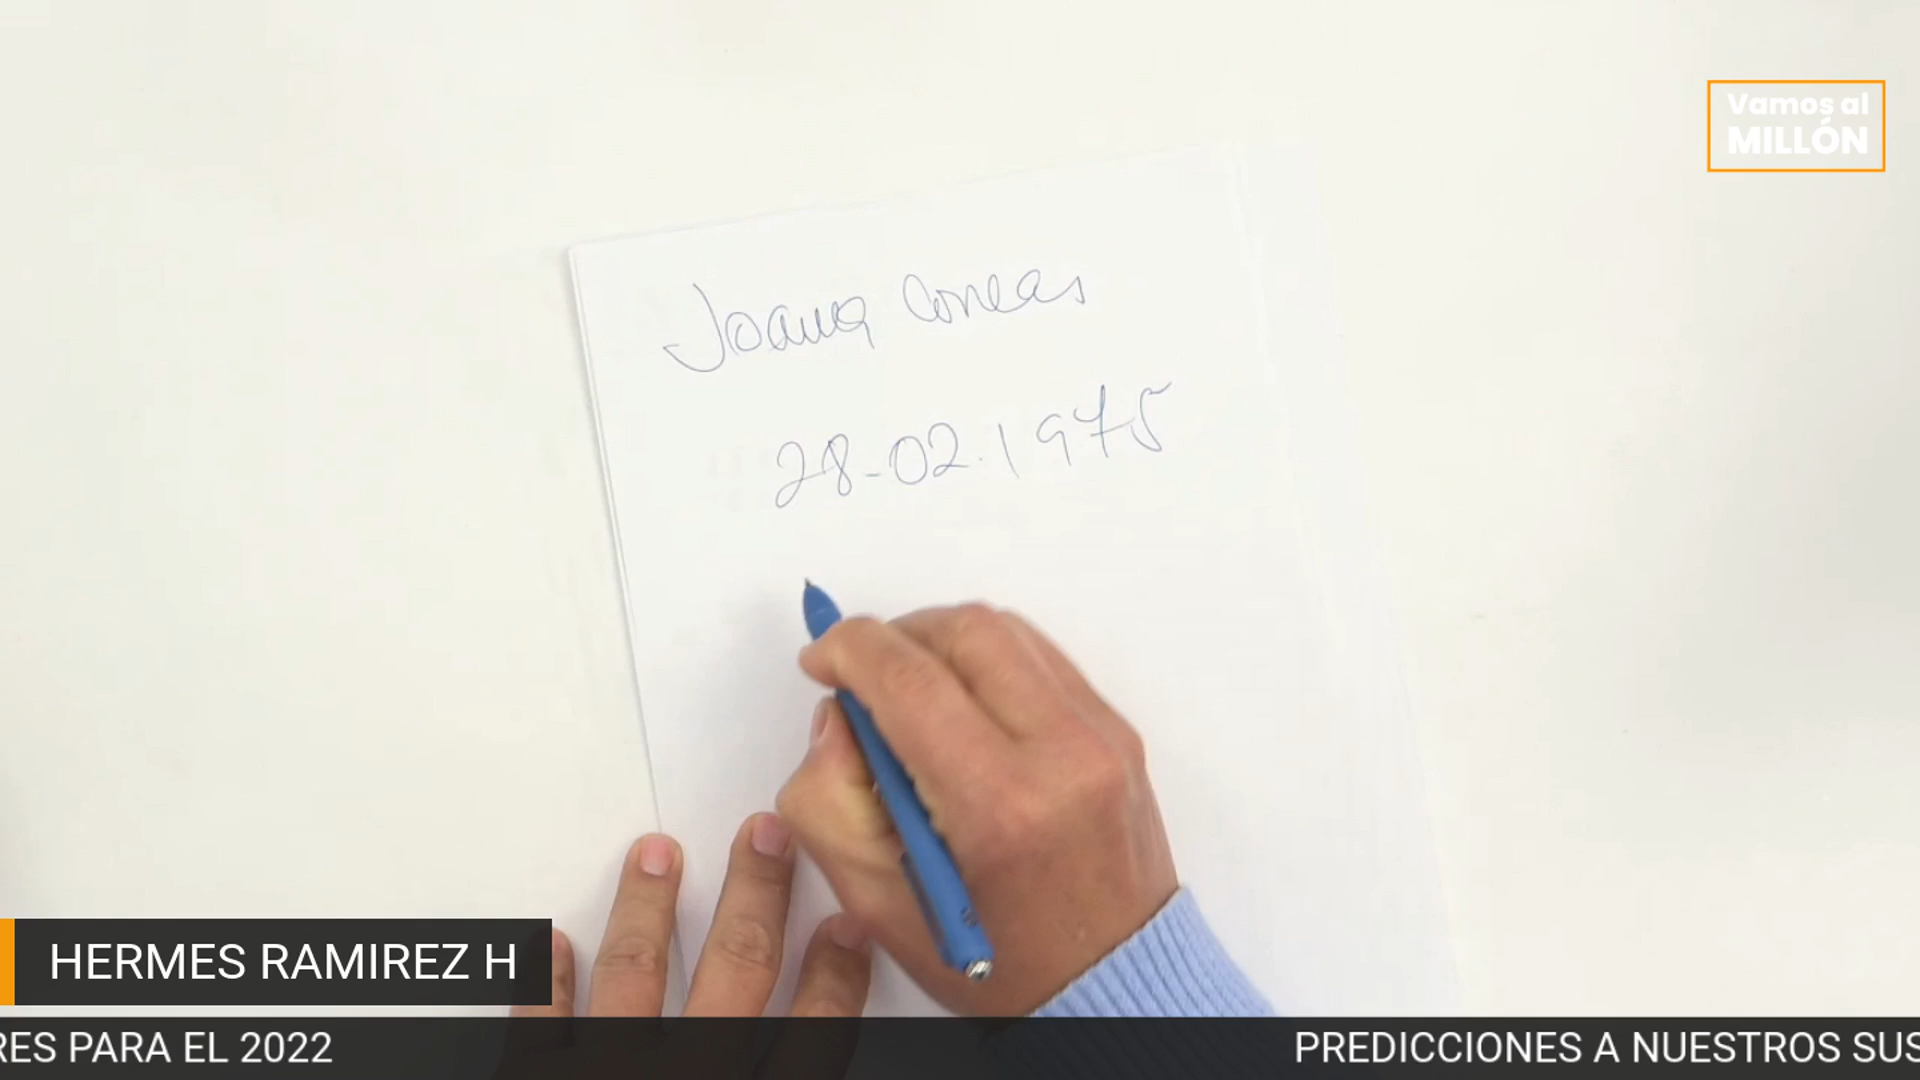 Vamos al
MILLÓN
Joana Correas
28-02-1975
HERMES RAMIREZ H
RES PARA EL 2022
PREDICCIONES A NUESTROS SUS